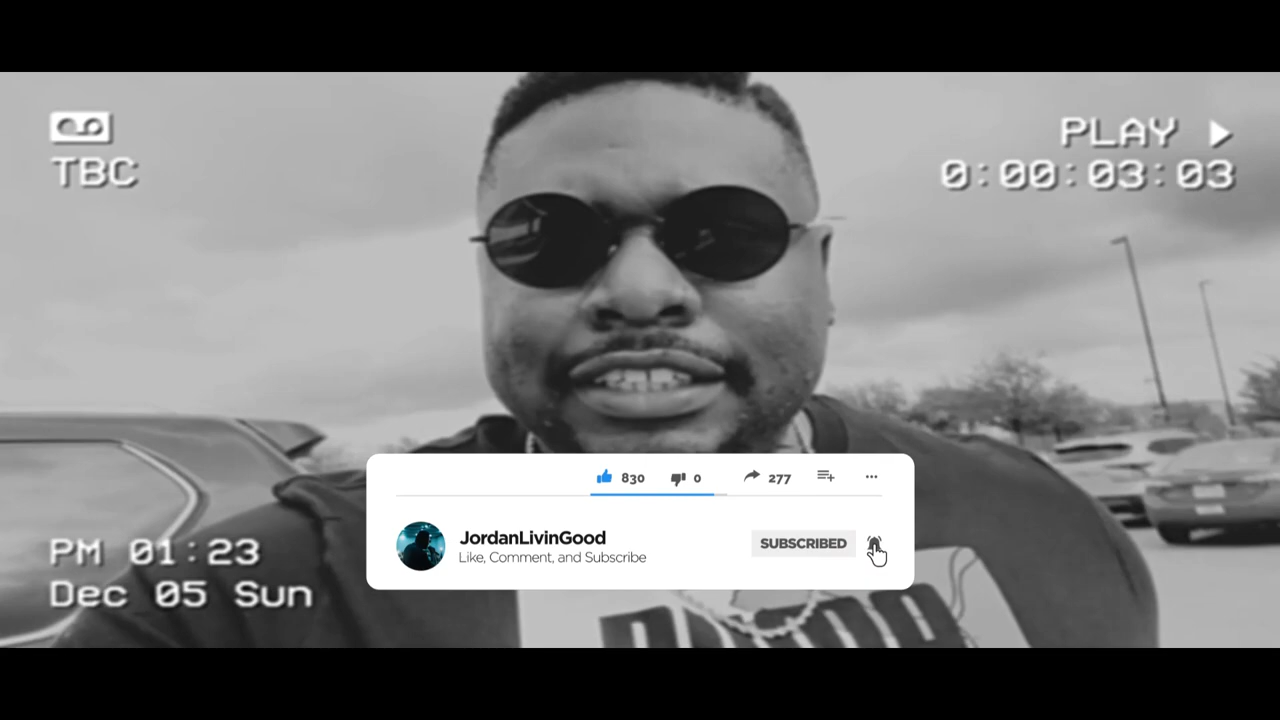 TBC
PLAY
0:00:03:03
830 0 277
JordanLivinGood
Like, Comment, and Subscribe
SUBSCRIBED
PM 01:23
Dec 05 Sun